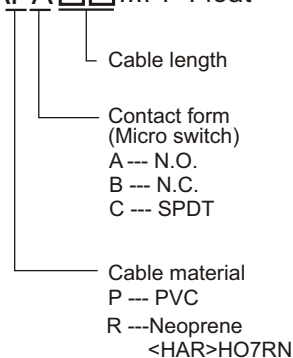 Cable length
Contact form
(Micro switch)
A --- N.O.
B --- N.C.
C --- SPDT
Cable material
P --- PVC
R ---Neoprene
<HAR>HO7RN